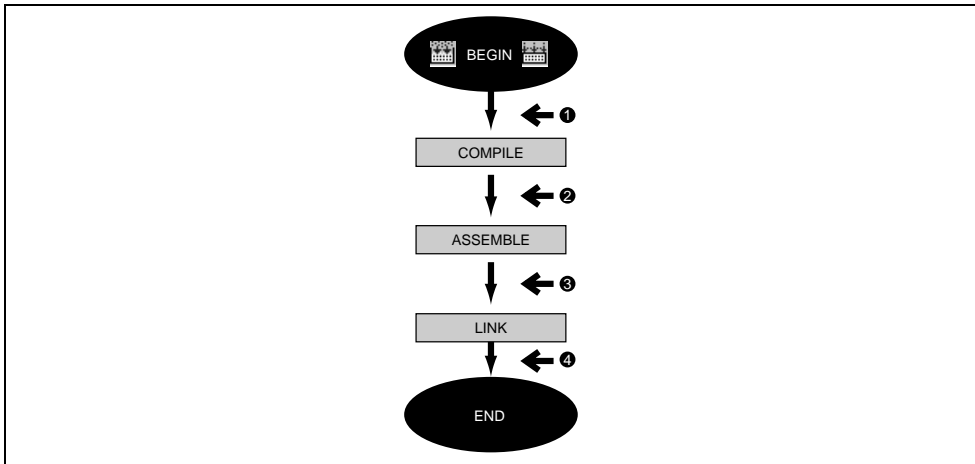 BEGIN
❶
COMPILE
❷
ASSEMBLE
❸
LINK
❹
END